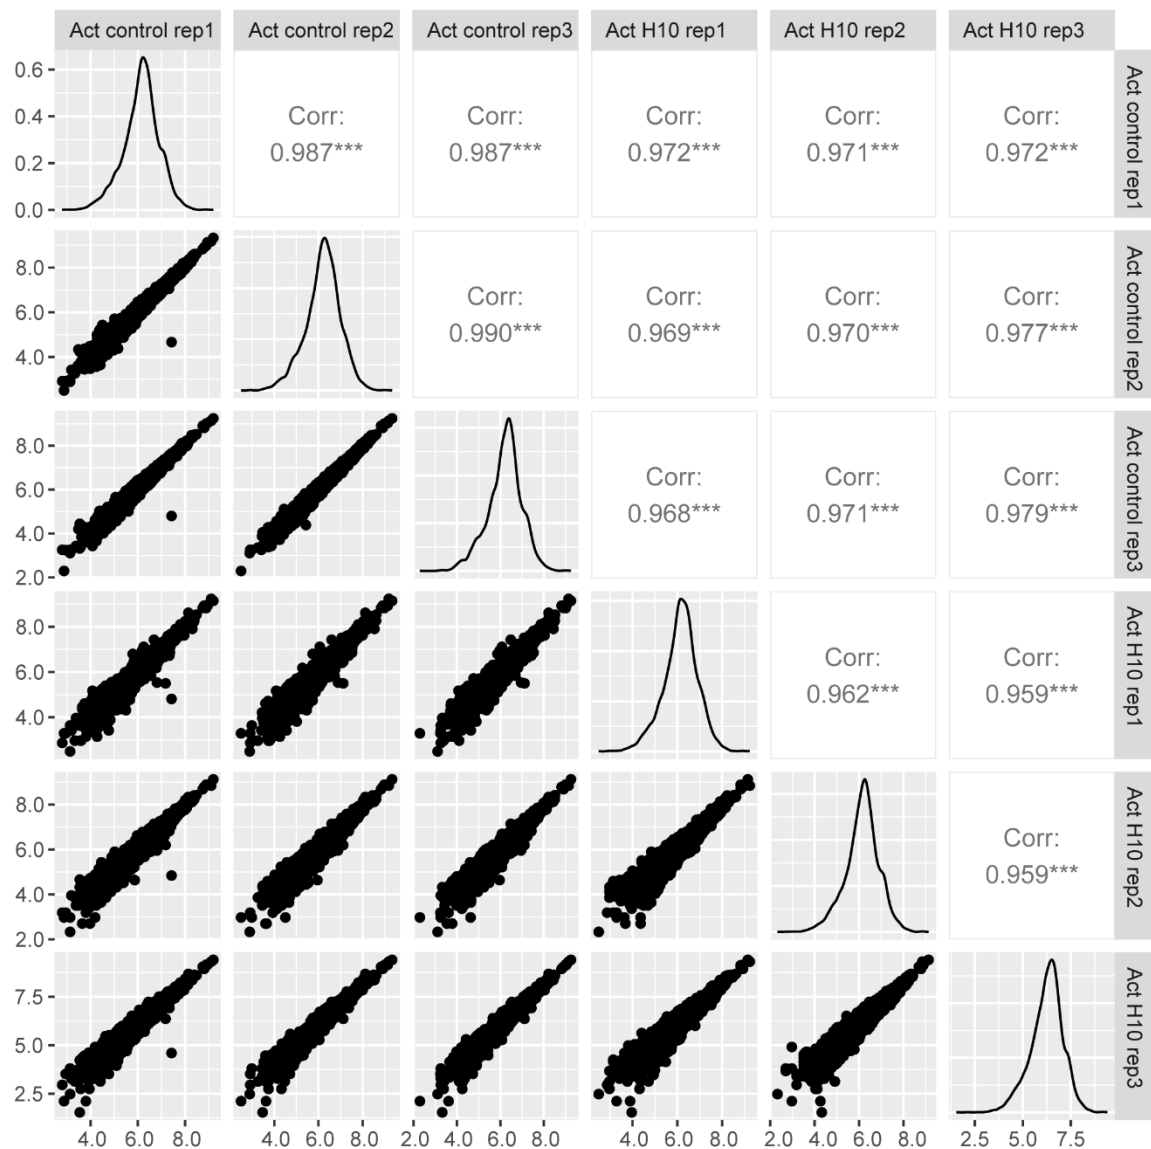 Act control rep1
Act control rep2
Act control rep3
Act H10 rep1
Act H10 rep2
Act H10 rep3
0.6
0.4
0.2
0.0
Corr:
0.987***
Corr:
0.987***
Corr:
0.972***
Corr:
0.971***
Corr:
0.972***
Act control rep1
8.0
6.0
4.0
Corr:
0.990***
Corr:
0.969***
Corr:
0.970***
Corr:
0.977***
Act control rep2
8.0
6.0
4.0
2.0
Corr:
0.968***
Corr:
0.971***
Corr:
0.979***
Act control rep3
8.0
6.0
4.0
Corr:
0.962***
Corr:
0.959***
Act H10 rep1
8.0
6.0
4.0
2.0
Corr:
0.959***
Act H10 rep2
7.5
5.0
2.5
Act H10 rep3
4.0 6.0 8.0
4.0 6.0 8.0
2.0 4.0 6.0 8.0
4.0 6.0 8.0
2.0 4.0 6.0 8.0
2.5 5.0 7.5